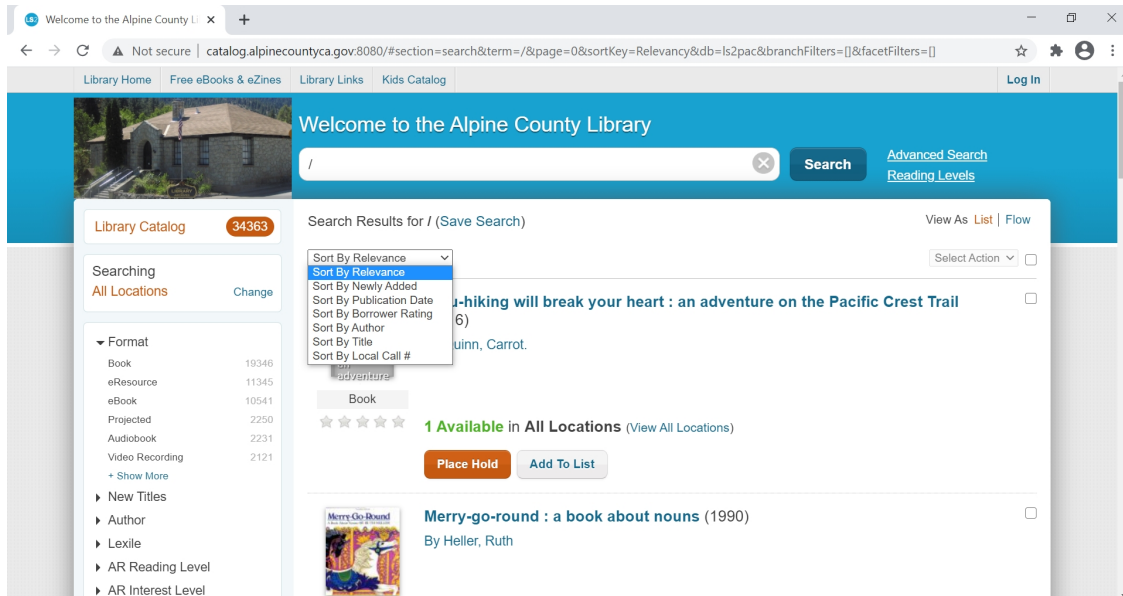 LS2 Welcome to the Alpine County Li
Not secure | catalog.alpinecountyca.gov:8080/#section=search&term=/&page=0&sortKey=Relevancy&db=ls2pac&branchFilters=[]&facetFilters=[]
Library Home Free eBooks & eZines Library Links Kids Catalog Log In
Welcome to the Alpine County Library
/
Search
Advanced Search
Reading Levels
Library Catalog 34363
Searching
All Locations Change
Format
Book 19346
eResource 11345
eBook 10541
Projected 2250
Audiobook 2231
Video Recording 2121
+ Show More
New Titles
Author
Lexile
AR Reading Level
AR Interest Level
Search Results for / (Save Search)
View As List | Flow
Sort By Relevance
Select Action
Sort By Relevance
Sort By Newly Added
Sort By Publication Date
Sort By Borrower Rating
Sort By Author
Sort By Title
Sort By Local Call #
u-hiking will break your heart : an adventure on the Pacific Crest Trail
6)
uinn, Carrot.
adventure
Book
1 Available in All Locations (View All Locations)
Place Hold Add To List
Merry-Go-Round
Merry-go-round : a book about nouns (1990)
By Heller, Ruth